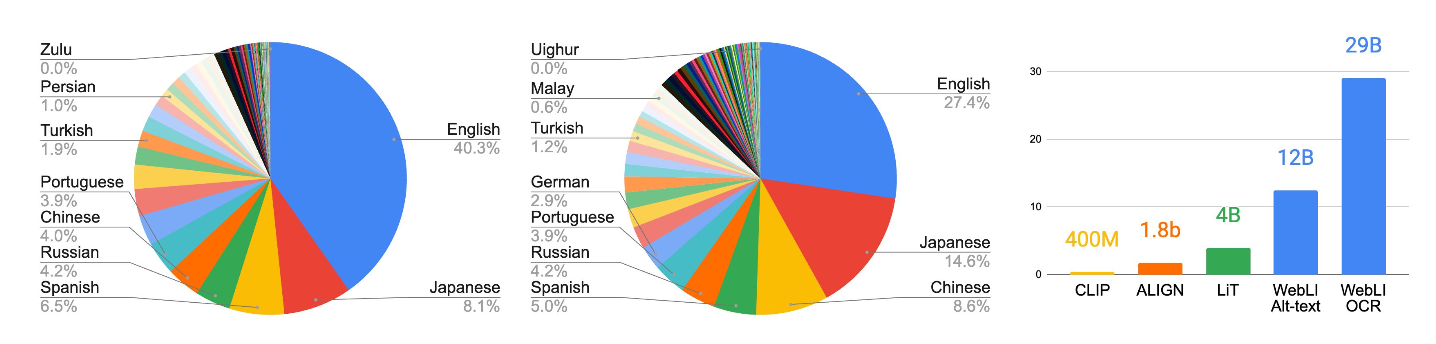 Zulu
0.0%
Persian
1.0%
Turkish
1.9%
Portuguese
3.9%
Chinese
4.0%
Russian
4.2%
Spanish
6.5%
English
40.3%
Japanese
8.1%
Uighur
0.0%
Malay
0.6%
Turkish
1.2%
German
2.9%
Portuguese
3.9%
Russian
4.2%
Spanish
5.0%
English
27.4%
Japanese
14.6%
Chinese
8.6%
30
20
10
0
400M
1.8b
4B
12B
29B
CLIP
ALIGN
LiT
WebLI
Alt-text
WebLI
OCR